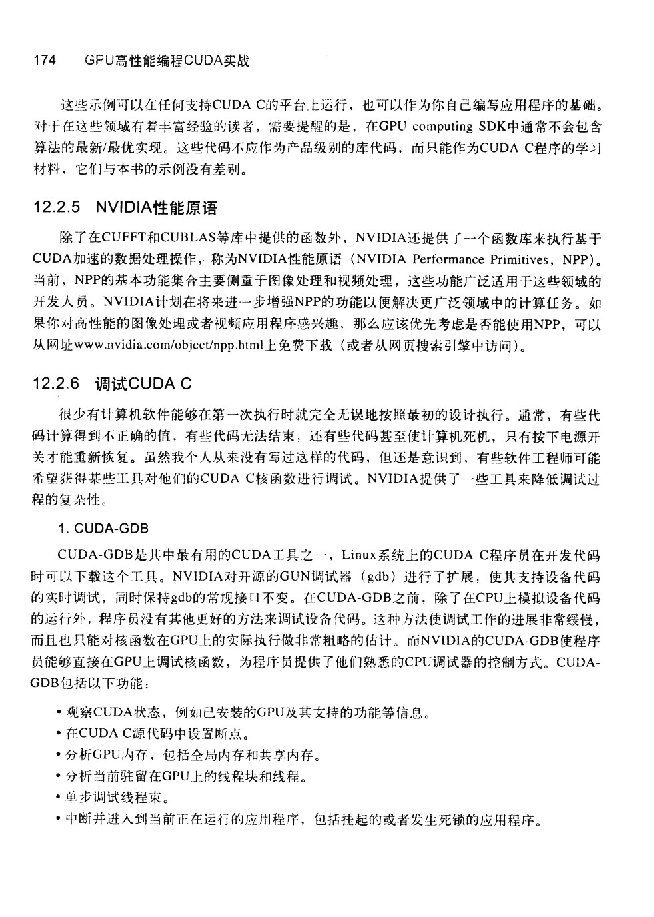 174 GPU高性能编程CUDA实战
这些示例可以在任何支持CUDA C的平台上运行，也可以作为你自己编写应用程序的基础。
对于在这些领域有着丰富经验的读者，需要提醒的是，在GPU computing SDK中通常不会包含
算法的最新/最优实现。这些代码不应作为产品级别的库代码，而只能作为CUDA C程序的学习
材料，它们与本书的示例没有差别。
12.2.5 NVIDIA性能原语
除了在CUFFT和CUBLAS等库中提供的函数外，NVIDIA还提供了一个函数库来执行基于
CUDA加速的数据处理操作，称为NVIDIA性能原语（NVIDIA Performance Primitives，NPP）。
当前，NPP的基本功能集合主要侧重于图像处理和视频处理，这些功能广泛适用于这些领域的
开发人员。NVIDIA计划在将来进一步增强NPP的功能以便解决更广泛领域中的计算任务。如
果你对高性能的图像处理或者视频应用程序感兴趣，那么应该优先考虑是否能使用NPP，可以
从网址www.nvidia.com/object/npp.html上免费下载（或者从网页搜索引擎中访问）。
12.2.6 调试CUDA C
很少有计算机软件能够在第一次执行时就完全无误地按照最初的设计执行。通常，有些代
码计算得到不正确的值，有些代码无法结束，还有些代码甚至使计算机死机，只有按下电源开
关才能重新恢复。虽然我个人从来没有写过这样的代码，但还是意识到，有些软件工程师可能
希望获得某些工具对他们的CUDA C核函数进行调试。NVIDIA提供了一些工具来降低调试过
程的复杂性。
1. CUDA-GDB
CUDA-GDB是其中最有用的CUDA工具之一，Linux系统上的CUDA C程序员在开发代码
时可以下载这个工具。NVIDIA对开源的GUN调试器（gdb）进行了扩展，使其支持设备代码
的实时调试，同时保持gdb的常规接口不变。在CUDA-GDB之前，除了在CPU上模拟设备代码
的运行外，程序员没有其他更好的方法来调试设备代码。这种方法使调试工作的进展非常缓慢，
而且也只能对核函数在GPU上的实际执行做非常粗略的估计。而NVIDIA的CUDA-GDB使程序
员能够直接在GPU上调试核函数，为程序员提供了他们熟悉的CPU调试器的控制方式。CUDA-
GDB包括以下功能：
• 观察CUDA状态，例如已安装的GPU及其支持的功能等信息。
• 在CUDA C源代码中设置断点。
• 分析GPU内存，包括全局内存和共享内存。
• 分析当前驻留在GPU上的线程块和线程。
• 单步调试线程束。
• 中断并进入到当前正在运行的应用程序，包括挂起的或者发生死锁的应用程序。